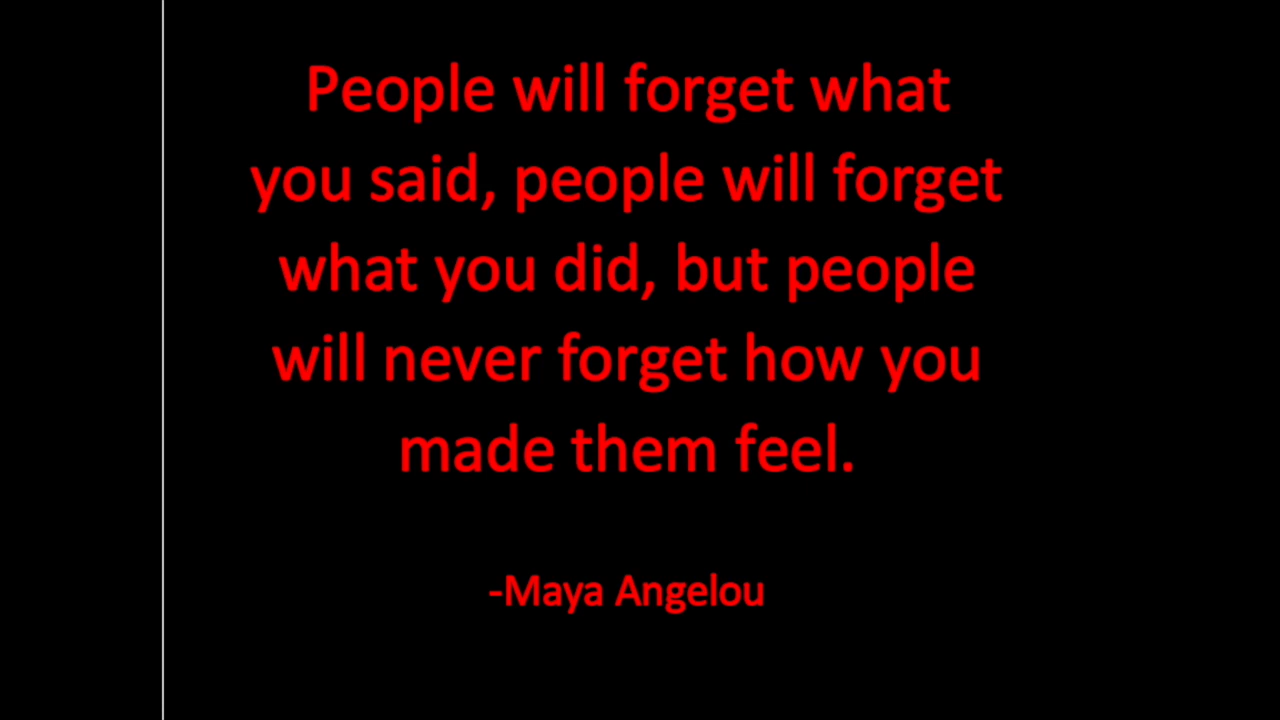 People will forget what
you said, people will forget
what you did, but people
will never forget how you
made them feel.
-Maya Angelou